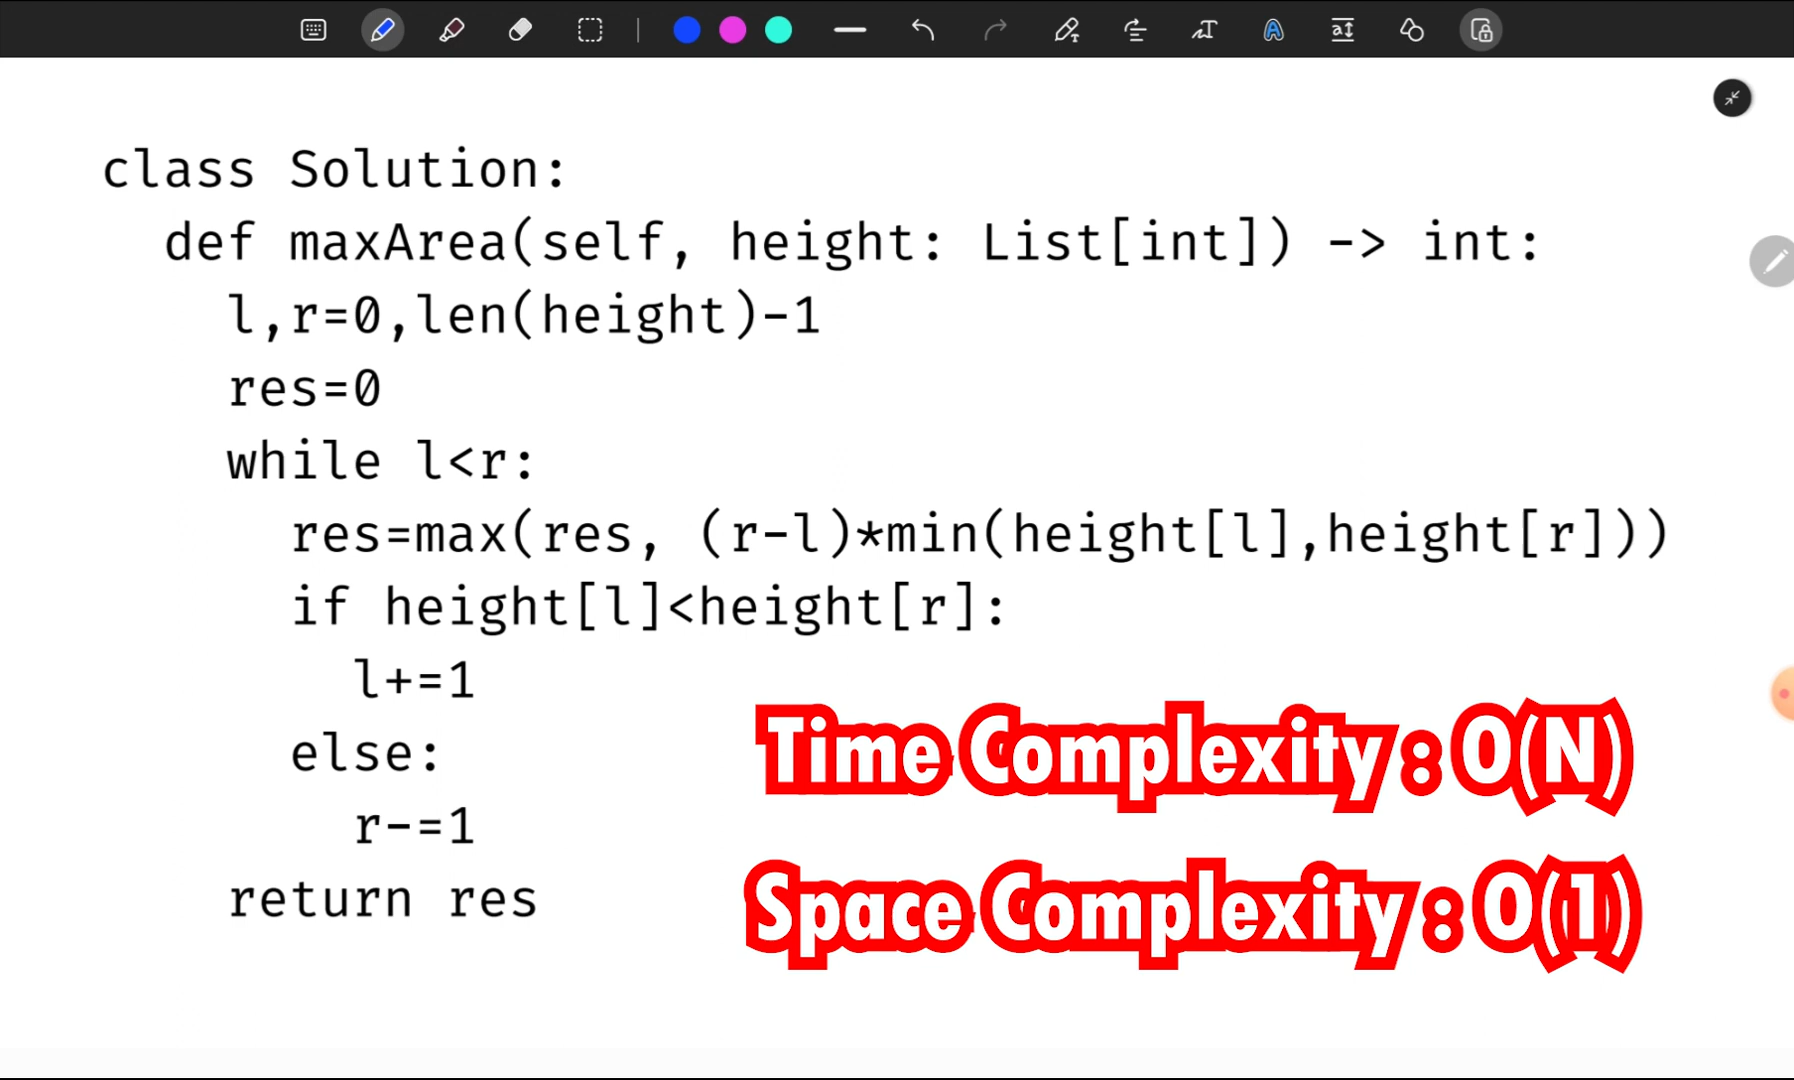 class Solution:
def maxArea(self, height: List[int]) -> int:
l,r=0,len(height)-1
res=0
while l<r:
res=max(res, (r-l)*min(height[l],height[r]))
if height[l]<height[r]:
l+=1
else:
r-=1
return res
Time Complexity : O(N)
Space Complexity : O(1)